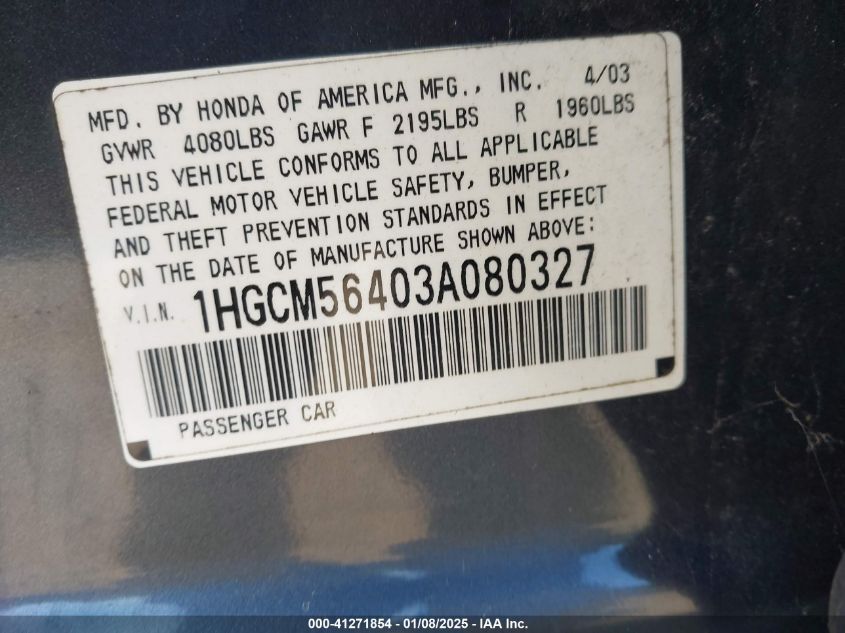 MFD. BY HONDA OF AMERICA MFG., INC. 4/03
GVWR 4080LBS GAWR F 2195LBS R 1960LBS
THIS VEHICLE CONFORMS TO ALL APPLICABLE
FEDERAL MOTOR VEHICLE SAFETY, BUMPER,
AND THEFT PREVENTION STANDARDS IN EFFECT
ON THE DATE OF MANUFACTURE SHOWN ABOVE:
V.I.N. 1HGCM56403A080327
PASSENGER CAR
000-41271854 - 01/08/2025 - IAA Inc.